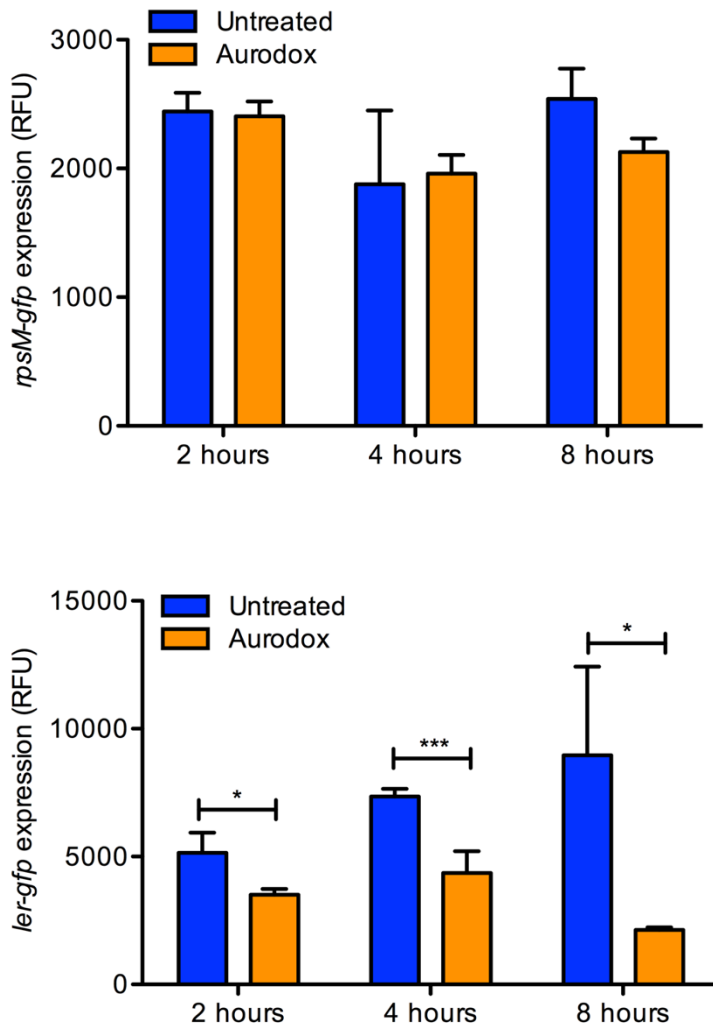 Untreated
Aurodox
rpsM-gfp expression (RFU)
3000
2000
1000
0
2 hours 4 hours 8 hours
Untreated
Aurodox
ler-gfp expression (RFU)
15000
10000
5000
0
*
***
*
2 hours 4 hours 8 hours